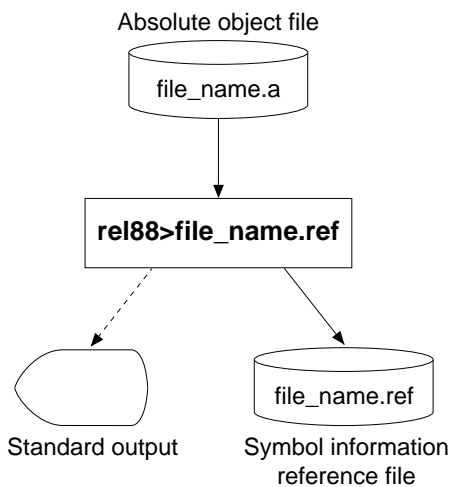 Absolute object file
file_name.a
rel88>file_name.ref
file_name.ref
Standard output
Symbol information
reference file